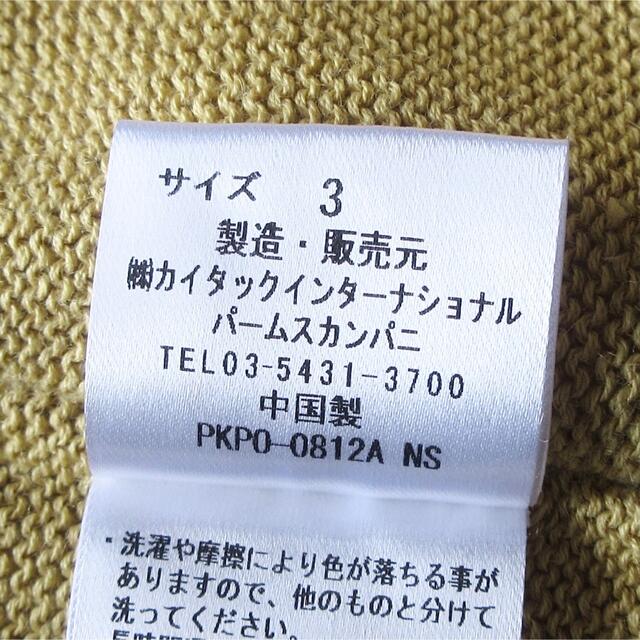 サイズ 3
製造・販売元
㈱カイタックインターナショナル
パームスカンパニ
TEL03-5431-3700
中国製
PKPO-0812A NS
・洗濯や摩擦により色が落ちる事が
ありますので、他のものと分けて
洗ってください。